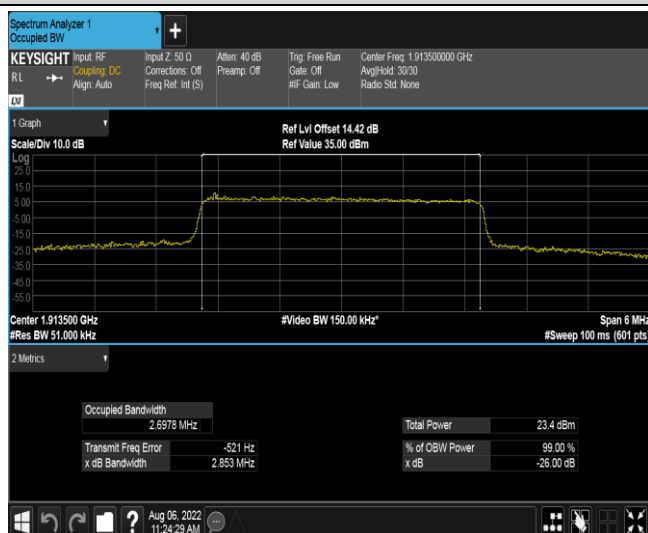 Spectrum Analyzer 1
Occupied BW
+
KEYSIGHT
Input: RF
Input Z: 50 Ω
Atten: 40 dB
Trig: Free Run
Center Freq: 1.913500000 GHz
R L
Coupling: DC
Corrections: Off
Preamp: Off
Gate: Off
Avg|Hold: 30/30
Align: Auto
Freq Ref: Int (S)
#IF Gain: Low
Radio Std: None
LXI
1 Graph
Ref Lvl Offset 14.42 dB
Scale/Div 10.0 dB
Ref Value 35.00 dBm
Log
25.0
15.0
5.00
-5.00
-15.0
-25.0
-35.0
-45.0
-55.0
Center 1.913500 GHz
#Video BW 150.00 kHz*
Span 6 MHz
#Res BW 51.000 kHz
#Sweep 100 ms (601 pts)
2 Metrics
Occupied Bandwidth
2.6978 MHz
Total Power
23.4 dBm
Transmit Freq Error
-521 Hz
% of OBW Power
99.00 %
x dB Bandwidth
2.853 MHz
x dB
-26.00 dB
?
Aug 06, 2022
11:24:29 AM